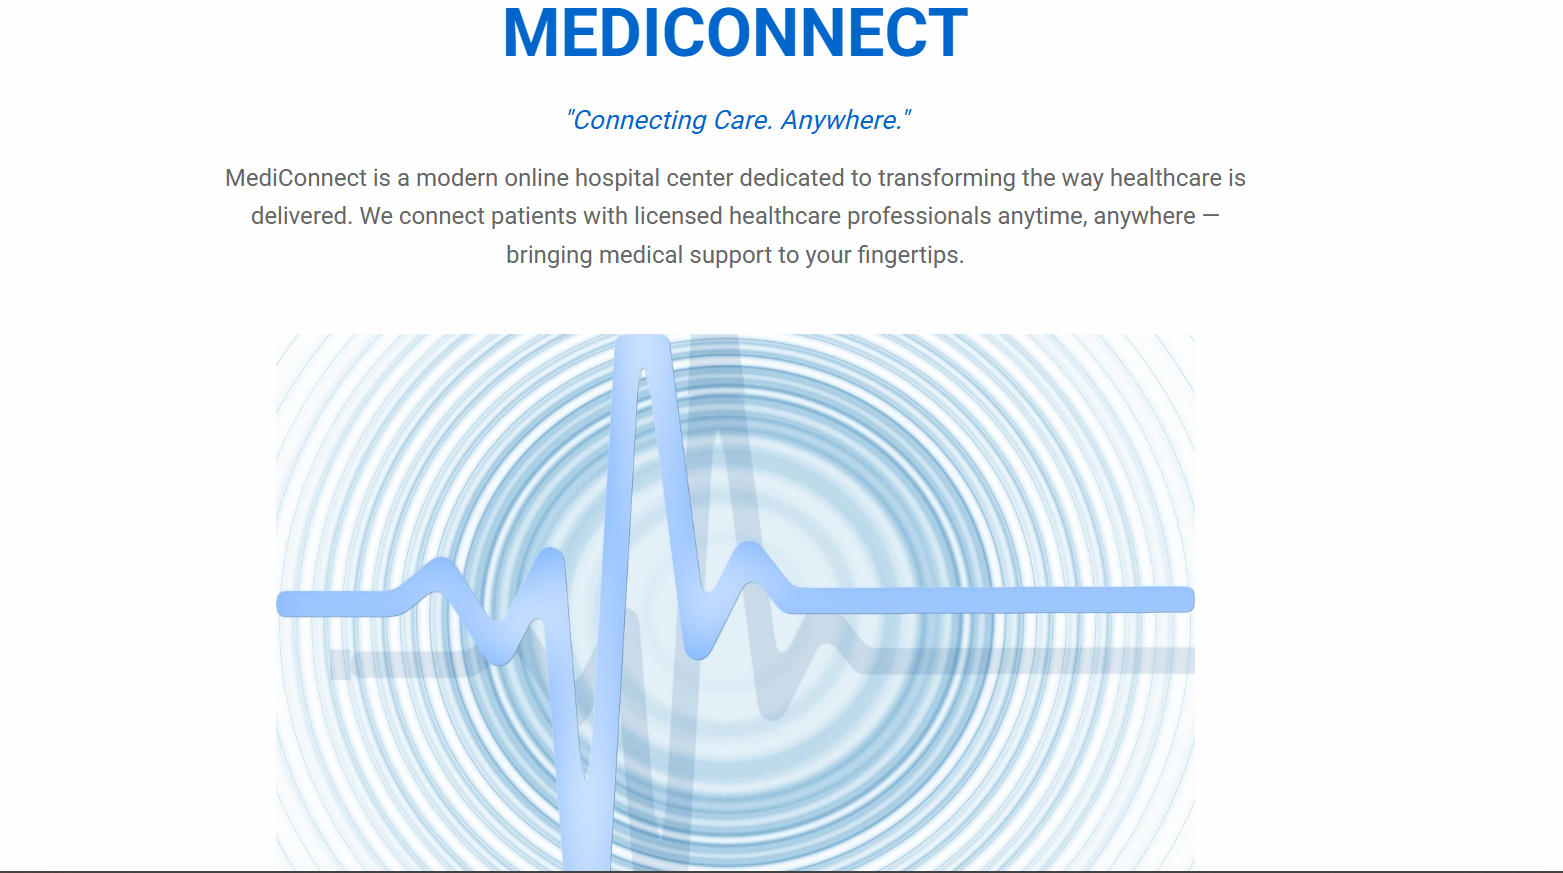 MEDICONNECT
"Connecting Care. Anywhere."
MediConnect is a modern online hospital center dedicated to transforming the way healthcare is
delivered. We connect patients with licensed healthcare professionals anytime, anywhere —
bringing medical support to your fingertips.